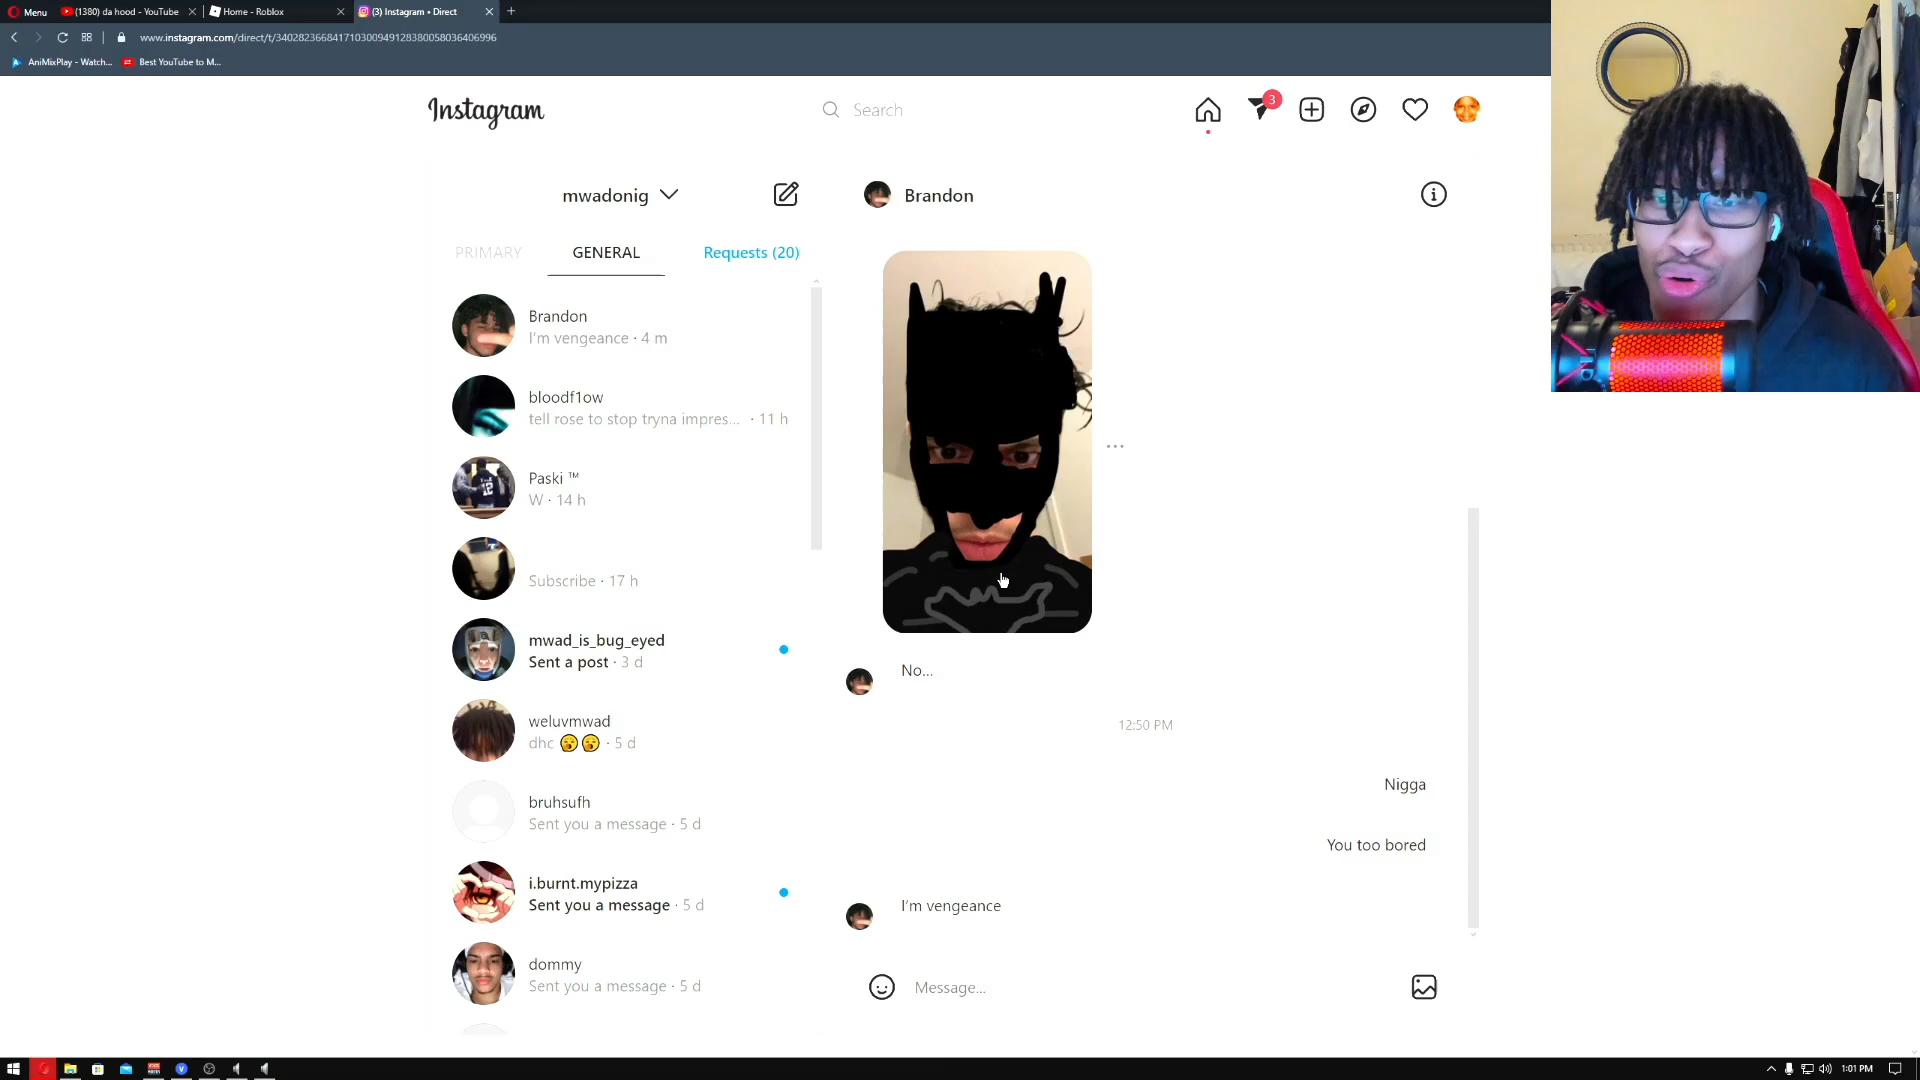 Menu
(1380) da hood - YouTube
Home - Roblox
(3) Instagram • Direct
www.instagram.com/direct/t/340282366841710300949128380058036406996
AniMixPlay - Watch...
Best YouTube to M...
Instagram
Search
3
mwadonig
Brandon
PRIMARY
GENERAL
Requests (20)
Brandon
I'm vengeance · 4 m
bloodf1ow
tell rose to stop tryna impres... · 11 h
Paski ™
W · 14 h
Subscribe · 17 h
mwad_is_bug_eyed
Sent a post · 3 d
weluvmwad
dhc 🥱🥱 · 5 d
bruhsufh
Sent you a message · 5 d
i.burnt.mypizza
Sent you a message · 5 d
dommy
Sent you a message · 5 d
No...
12:50 PM
Nigga
You too bored
I'm vengeance
Message...
1:01 PM